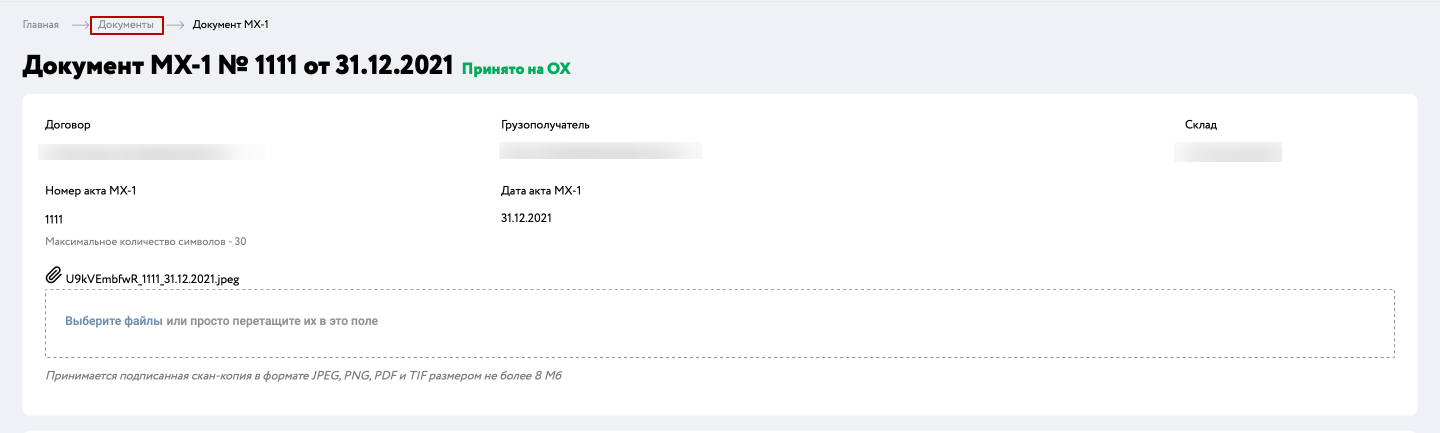 Главная → Документы → Документ МХ-1
Документ МХ-1 № 1111 от 31.12.2021 Принято на ОХ
Договор Грузополучатель Склад
Номер акта МХ-1 Дата акта МХ-1
1111 31.12.2021
Максимальное количество символов - 30
U9kVEmbfwR_1111_31.12.2021.jpeg
Выберите файлы или просто перетащите их в это поле
Принимается подписанная скан-копия в формате JPEG, PNG, PDF и TIF размером не более 8 Мб